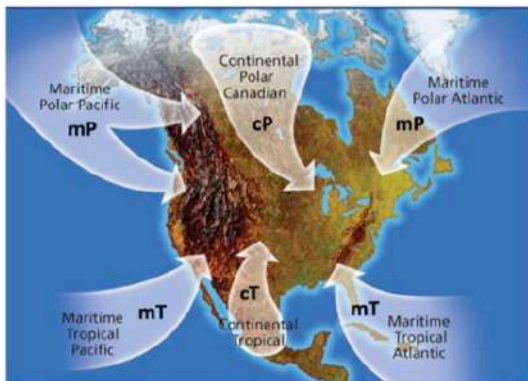 Maritime
Polar Pacific
mP
Continental
Polar
Canadian
cP
Maritime
Polar Atlantic
mP
mT
Maritime
Tropical
Pacific
cT
Continental
Tropical
mT
Maritime
Tropical
Atlantic